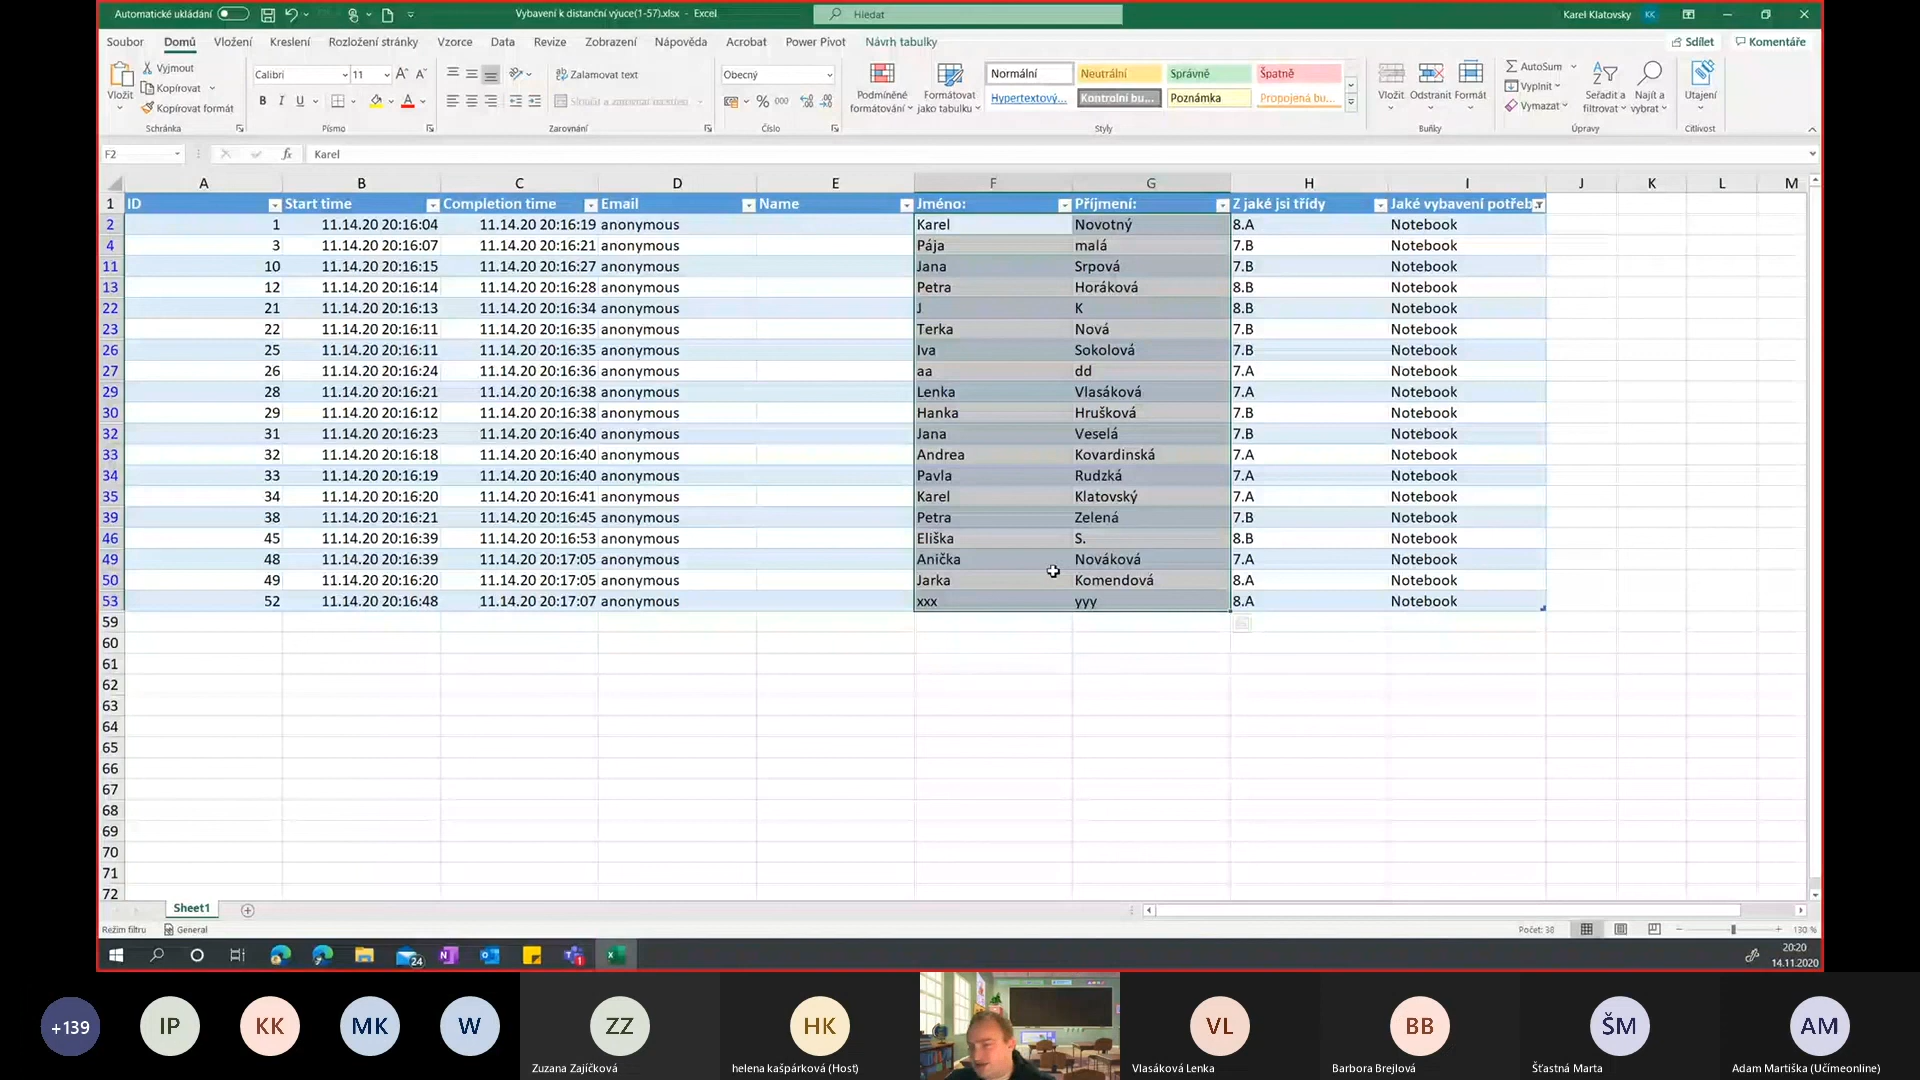 Automatické ukládání
Vybavení k distanční výuce(1-57).xlsx - Excel
Hledat
Karel Klatovsky KK
Soubor Domů Vložení Kreslení Rozložení stránky Vzorce Data Revize Zobrazení Nápověda Acrobat Power Pivot Návrh tabulky Sdílet Komentáře
Vložit
Vyjmout
Kopírovat
Kopírovat formát
Schránka
Calibri 11
B I U
Písmo
Zalamovat text
Sloučit a zarovnat na střed
Zarovnání
Obecný
Číslo
Podmíněné formátování
Formátovat jako tabulku
Normální Neutrální Správně Špatně
Hypertextový... Kontrolní bu... Poznámka Propojená bu...
Styly
Vložit Odstranit Formát
Buňky
AutoSum
Vyplnit
Vymazat
Seřadit a filtrovat
Najít a vybrat
Úpravy
Utajení
Citlivost
F2 fx Karel
A B C D E F G H I J K L M
1 ID Start time Completion time Email Name Jméno: Příjmení: Z jaké jsi třídy Jaké vybavení potřeb
2 1 11.14.20 20:16:04 11.14.20 20:16:19 anonymous Karel Novotný 8.A Notebook
4 3 11.14.20 20:16:07 11.14.20 20:16:21 anonymous Pája malá 7.B Notebook
11 10 11.14.20 20:16:15 11.14.20 20:16:27 anonymous Jana Srpová 7.B Notebook
13 12 11.14.20 20:16:14 11.14.20 20:16:28 anonymous Petra Horáková 8.B Notebook
22 21 11.14.20 20:16:13 11.14.20 20:16:34 anonymous J K 8.B Notebook
23 22 11.14.20 20:16:11 11.14.20 20:16:35 anonymous Terka Nová 7.B Notebook
26 25 11.14.20 20:16:11 11.14.20 20:16:35 anonymous Iva Sokolová 7.B Notebook
27 26 11.14.20 20:16:24 11.14.20 20:16:36 anonymous aa dd 7.A Notebook
29 28 11.14.20 20:16:21 11.14.20 20:16:38 anonymous Lenka Vlasáková 7.A Notebook
30 29 11.14.20 20:16:12 11.14.20 20:16:38 anonymous Hanka Hrušková 7.B Notebook
32 31 11.14.20 20:16:23 11.14.20 20:16:40 anonymous Jana Veselá 7.B Notebook
33 32 11.14.20 20:16:18 11.14.20 20:16:40 anonymous Andrea Kovardinská 7.A Notebook
34 33 11.14.20 20:16:19 11.14.20 20:16:40 anonymous Pavla Rudzká 7.A Notebook
35 34 11.14.20 20:16:20 11.14.20 20:16:41 anonymous Karel Klatovský 7.A Notebook
39 38 11.14.20 20:16:21 11.14.20 20:16:45 anonymous Petra Zelená 7.B Notebook
46 45 11.14.20 20:16:39 11.14.20 20:16:53 anonymous Eliška S. 8.B Notebook
49 48 11.14.20 20:16:39 11.14.20 20:17:05 anonymous Anička Nováková 7.A Notebook
50 49 11.14.20 20:16:20 11.14.20 20:17:05 anonymous Jarka Komendová 8.A Notebook
53 52 11.14.20 20:16:48 11.14.20 20:17:07 anonymous xxx yyy 8.A Notebook
59
60
61
62
63
64
65
66
67
68
69
70
71
72
Sheet1
Režim filtru General Počet: 38 130 %
24 1 20:20
14.11.2020
+139 IP KK MK W ZZ HK VL BB ŠM AM
Zuzana Zajíčková helena kašpárková (Host) Vlasáková Lenka Barbora Brejlová Šťastná Marta Adam Martiška (Učímeonline)